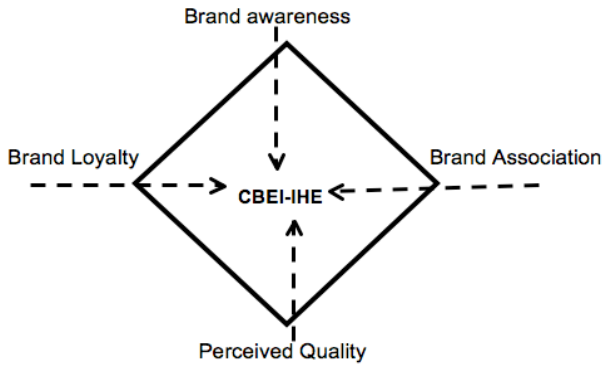 Brand awareness
Brand Loyalty
Brand Association
CBEI-IHE
Perceived Quality